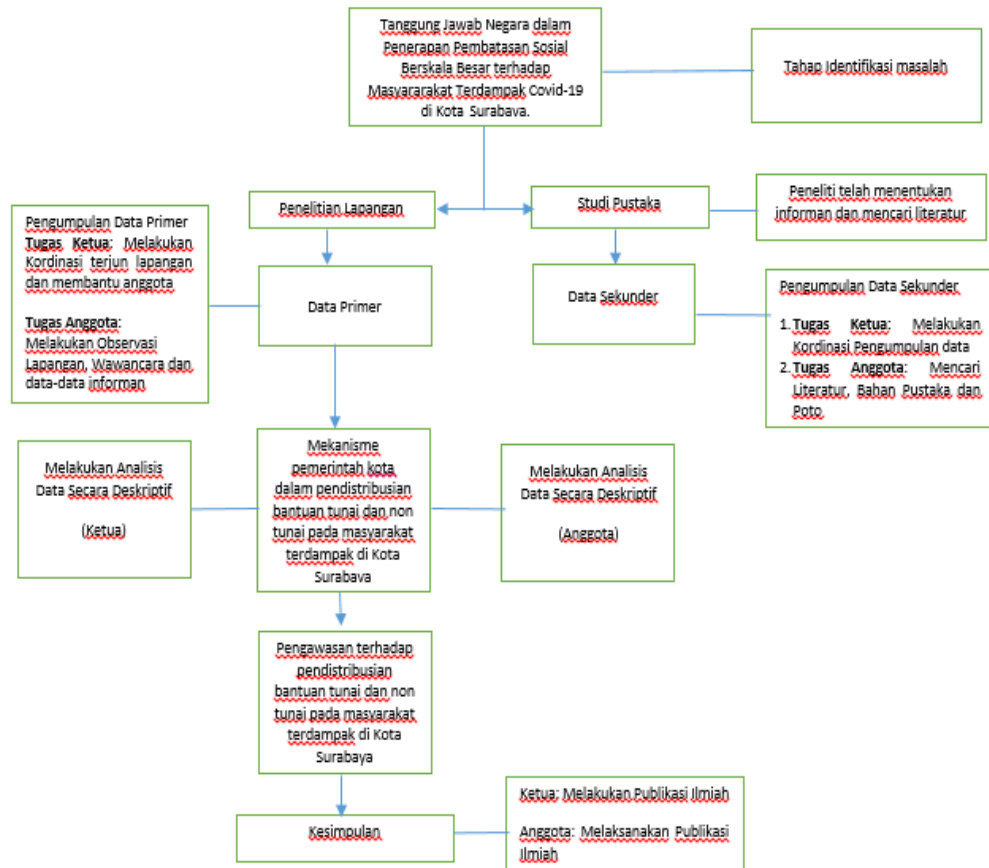 Tanggung Jawab Negara dalam
Penerapan Pembatasan Sosial
Berskala Besar terhadap
Masyararakat Terdampak Covid-19
di Kota Surabaya.
Tahap Identifikasi masalah
Penelitian Lapangan
Studi Pustaka
Peneliti telah menentukan
informan dan mencari literatur
Pengumpulan Data Primer
Tugas Ketua: Melakukan
Kordinasi terjun lapangan
dan membantu anggota
Tugas Anggota:
Melakukan Observasi
Lapangan, Wawancara dan
data-data informan
Data Primer
Data Sekunder
Pengumpulan Data Sekunder
1. Tugas Ketua: Melakukan
Kordinasi Pengumpulan data
2. Tugas Anggota: Mencari
Literatur, Bahan Pustaka dan
Poto
Melakukan Analisis
Data Secara Deskriptif
(Ketua)
Mekanisme
pemerintah kota
dalam pendistribusian
bantuan tunai dan non
tunai pada masyarakat
terdampak di Kota
Surabaya
Melakukan Analisis
Data Secara Deskriptif
(Anggota)
Pengawasan terhadap
pendistribusian
bantuan tunai dan non
tunai pada masyarakat
terdampak di Kota
Surabaya
Kesimpulan
Ketua: Melakukan Publikasi Ilmiah
Anggota: Melaksanakan Publikasi
Ilmiah